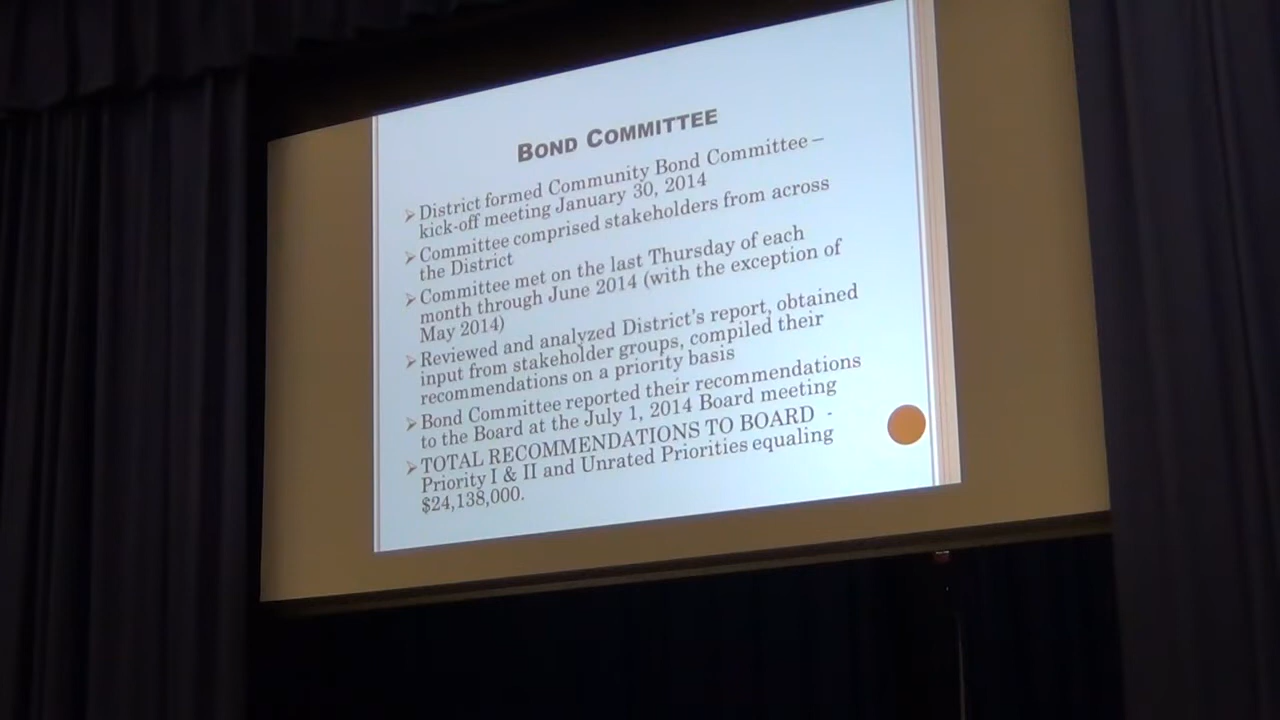 BOND COMMITTEE
➢ District formed Community Bond Committee –
kick-off meeting January 30, 2014
➢ Committee comprised stakeholders from across
the District
➢ Committee met on the last Thursday of each
month through June 2014 (with the exception of
May 2014)
➢ Reviewed and analyzed District's report, obtained
input from stakeholder groups, compiled their
recommendations on a priority basis
➢ Bond Committee reported their recommendations
to the Board at the July 1, 2014 Board meeting
➢ TOTAL RECOMMENDATIONS TO BOARD -
Priority I & II and Unrated Priorities equaling
$24,138,000.